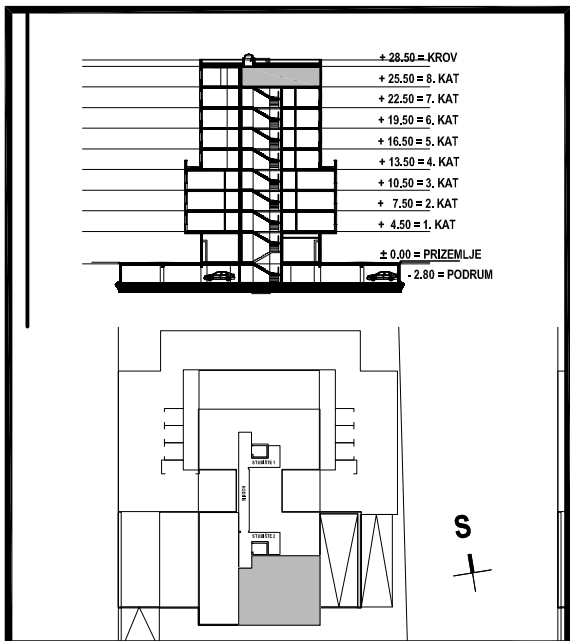 + 28.50 = KROV
+ 25.50 = 8. KAT
+ 22.50 = 7. KAT
+ 19.50 = 6. KAT
+ 16.50 = 5. KAT
+ 13.50 = 4. KAT
+ 10.50 = 3. KAT
+ 7.50 = 2. KAT
+ 4.50 = 1. KAT
± 0.00 = PRIZEMLJE
- 2.80 = PODRUM
STUBIŠTE 1
STUBIŠTE 2
S